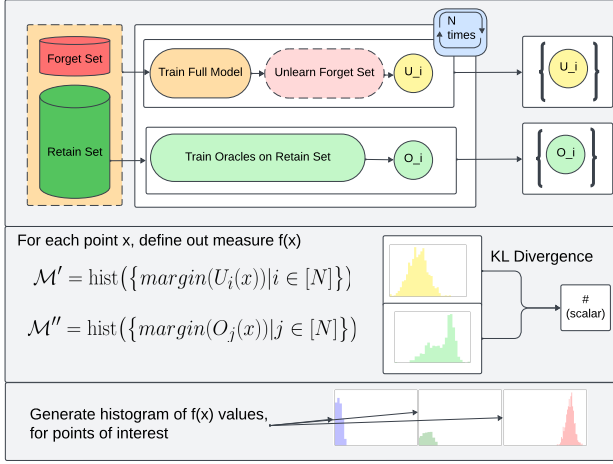 Forget Set
Retain Set
Train Full Model
Unlearn Forget Set
U_i
N
times
{ U_i }
Train Oracles on Retain Set
O_i
{ O_i }
For each point x, define out measure f(x)
ℳ′ = hist({margin(U_i(x))|i ∈ [N]})
ℳ″ = hist({margin(O_j(x))|j ∈ [N]})
KL Divergence
#
(scalar)
Generate histogram of f(x) values,
for points of interest